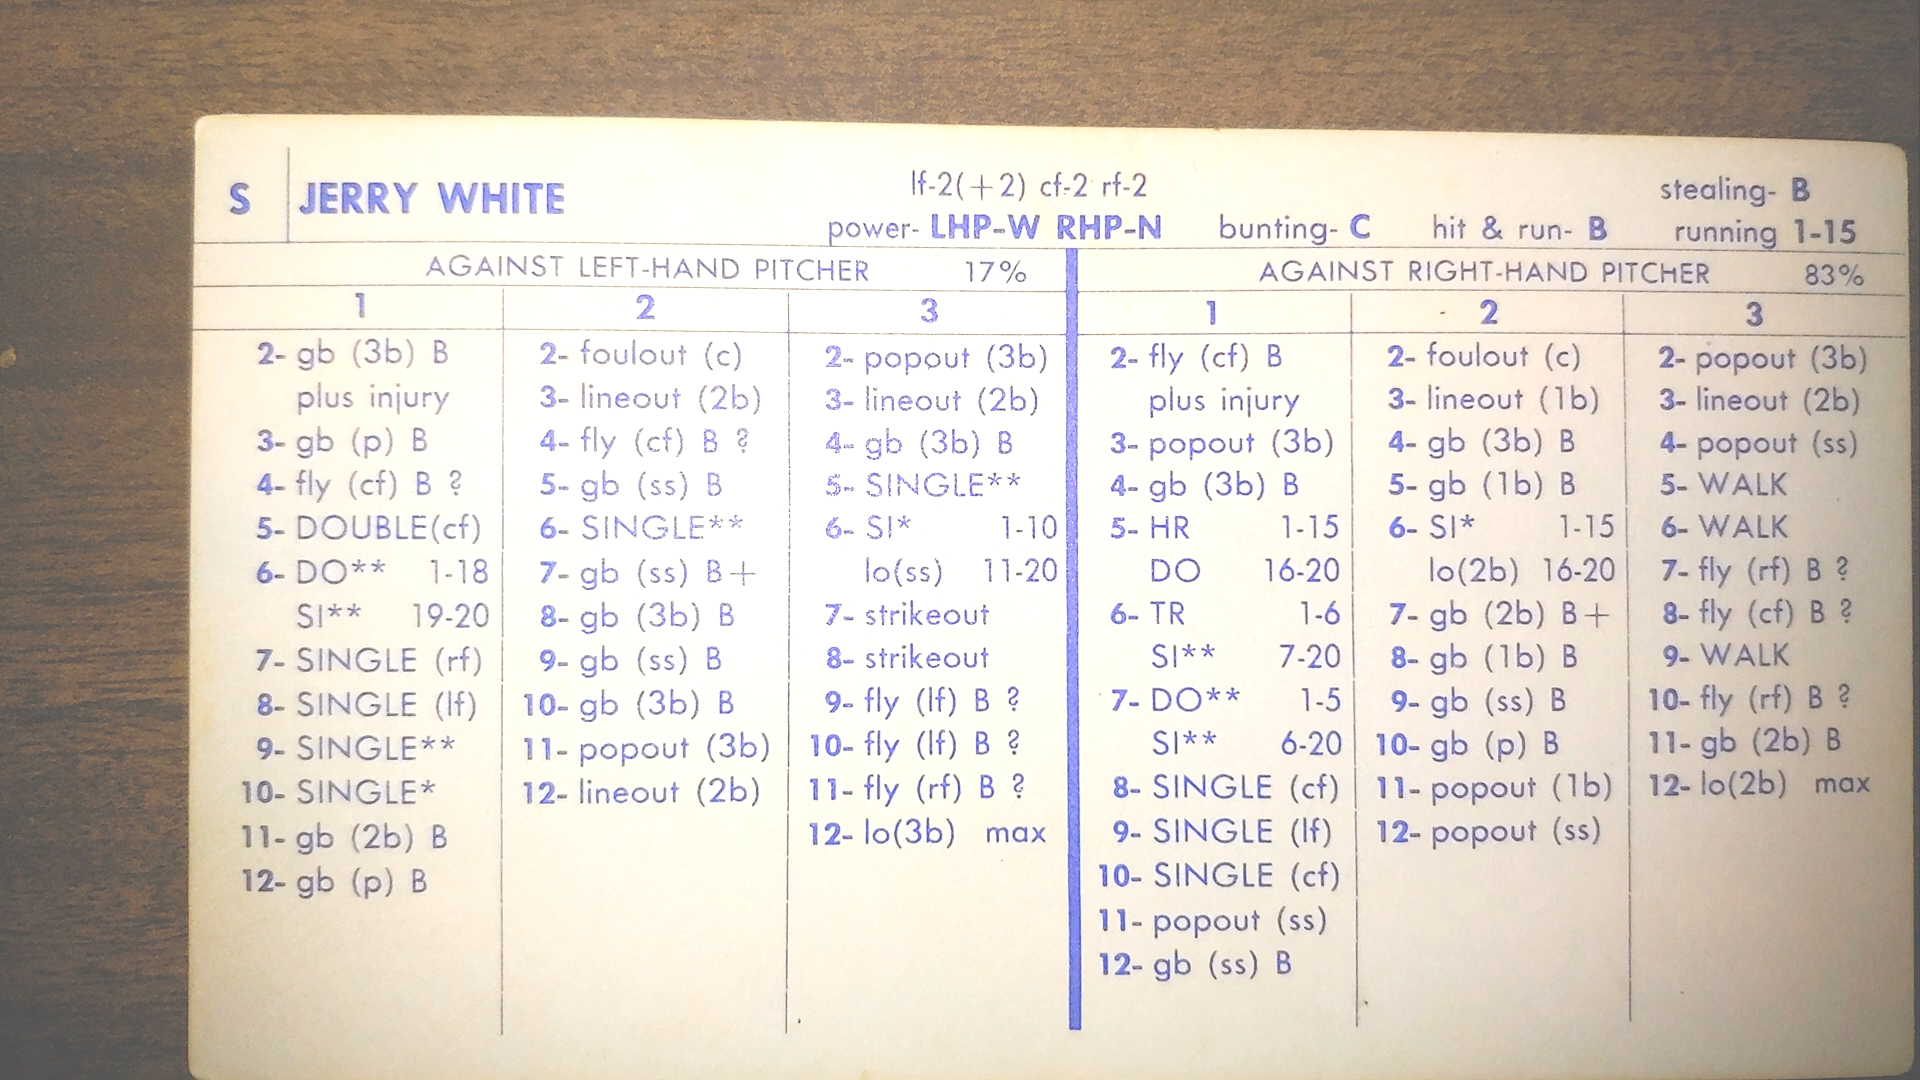 S JERRY WHITE
lf-2(+2) cf-2 rf-2
stealing- B
power- LHP-W RHP-N bunting- C hit & run- B running 1-15
AGAINST LEFT-HAND PITCHER 17%
1 2 3
2- gb (3b) B
plus injury
3- gb (p) B
4- fly (cf) B ?
5- DOUBLE(cf)
6- DO** 1-18
SI** 19-20
7- SINGLE (rf)
8- SINGLE (lf)
9- SINGLE**
10- SINGLE*
11- gb (2b) B
12- gb (p) B
2- foulout (c)
3- lineout (2b)
4- fly (cf) B ?
5- gb (ss) B
6- SINGLE**
7- gb (ss) B+
8- gb (3b) B
9- gb (ss) B
10- gb (3b) B
11- popout (3b)
12- lineout (2b)
2- popout (3b)
3- lineout (2b)
4- gb (3b) B
5- SINGLE**
6- SI* 1-10
lo(ss) 11-20
7- strikeout
8- strikeout
9- fly (lf) B ?
10- fly (lf) B ?
11- fly (rf) B ?
12- lo(3b) max
AGAINST RIGHT-HAND PITCHER 83%
1 2 3
2- fly (cf) B
plus injury
3- popout (3b)
4- gb (3b) B
5- HR 1-15
DO 16-20
6- TR 1-6
SI** 7-20
7- DO** 1-5
SI** 6-20
8- SINGLE (cf)
9- SINGLE (lf)
10- SINGLE (cf)
11- popout (ss)
12- gb (ss) B
2- foulout (c)
3- lineout (1b)
4- gb (3b) B
5- gb (1b) B
6- SI* 1-15
lo(2b) 16-20
7- gb (2b) B+
8- gb (1b) B
9- gb (ss) B
10- gb (p) B
11- popout (1b)
12- popout (ss)
2- popout (3b)
3- lineout (2b)
4- popout (ss)
5- WALK
6- WALK
7- fly (rf) B ?
8- fly (cf) B ?
9- WALK
10- fly (rf) B ?
11- gb (2b) B
12- lo(2b) max